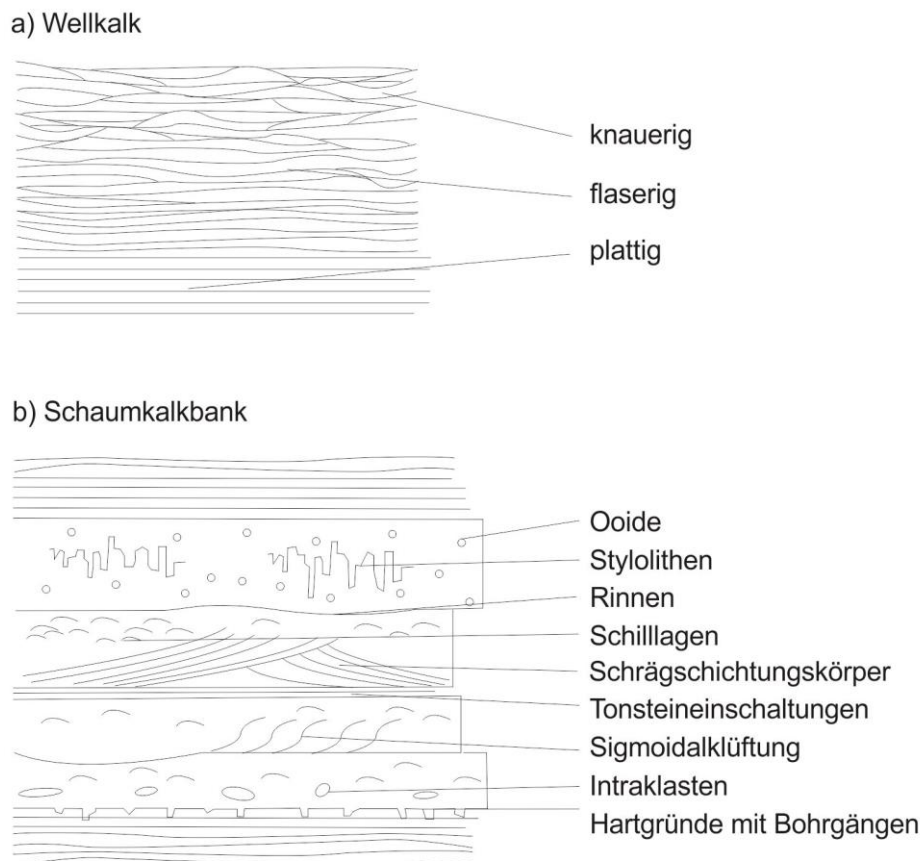 a) Wellkalk
knauerig
flaserig
plattig
b) Schaumkalkbank
Ooide
Stylolithen
Rinnen
Schilllagen
Schrägschichtungskörper
Tonsteineinschaltungen
Sigmoidalklüftung
Intraklasten
Hartgründe mit Bohrgängen